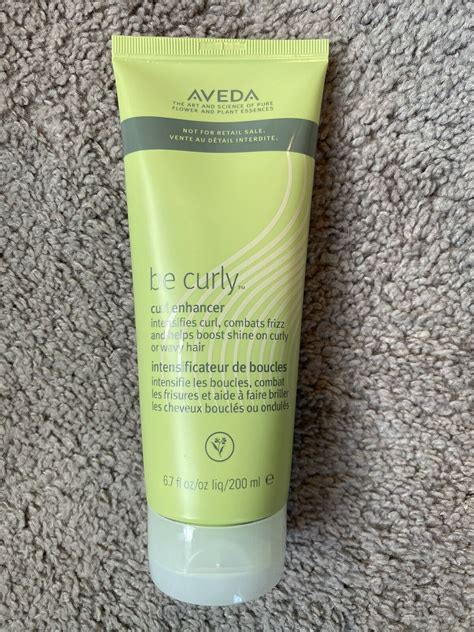 AVEDA
THE ART AND SCIENCE OF PURE
FLOWER AND PLANT ESSENCES
NOT FOR RETAIL SALE.
VENTE AU DÉTAIL INTERDITE.
be curly™
curl enhancer
intensifies curl, combats frizz
and helps boost shine on curly
or wavy hair
intensificateur de boucles
intensifie les boucles, combat
les frisures et aide à faire briller
les cheveux bouclés ou ondulés
6.7 fl oz/oz liq/200 ml ℮